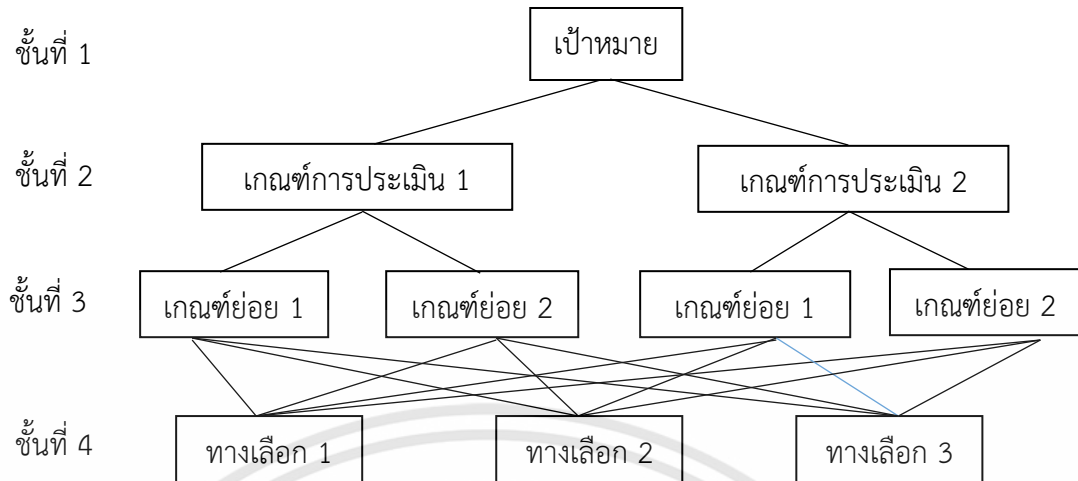 ชั้นที่ 1
เป้าหมาย
ชั้นที่ 2
เกณฑ์การประเมิน 1
เกณฑ์การประเมิน 2
ชั้นที่ 3
เกณฑ์ย่อย 1
เกณฑ์ย่อย 2
เกณฑ์ย่อย 1
เกณฑ์ย่อย 2
ชั้นที่ 4
ทางเลือก 1
ทางเลือก 2
ทางเลือก 3